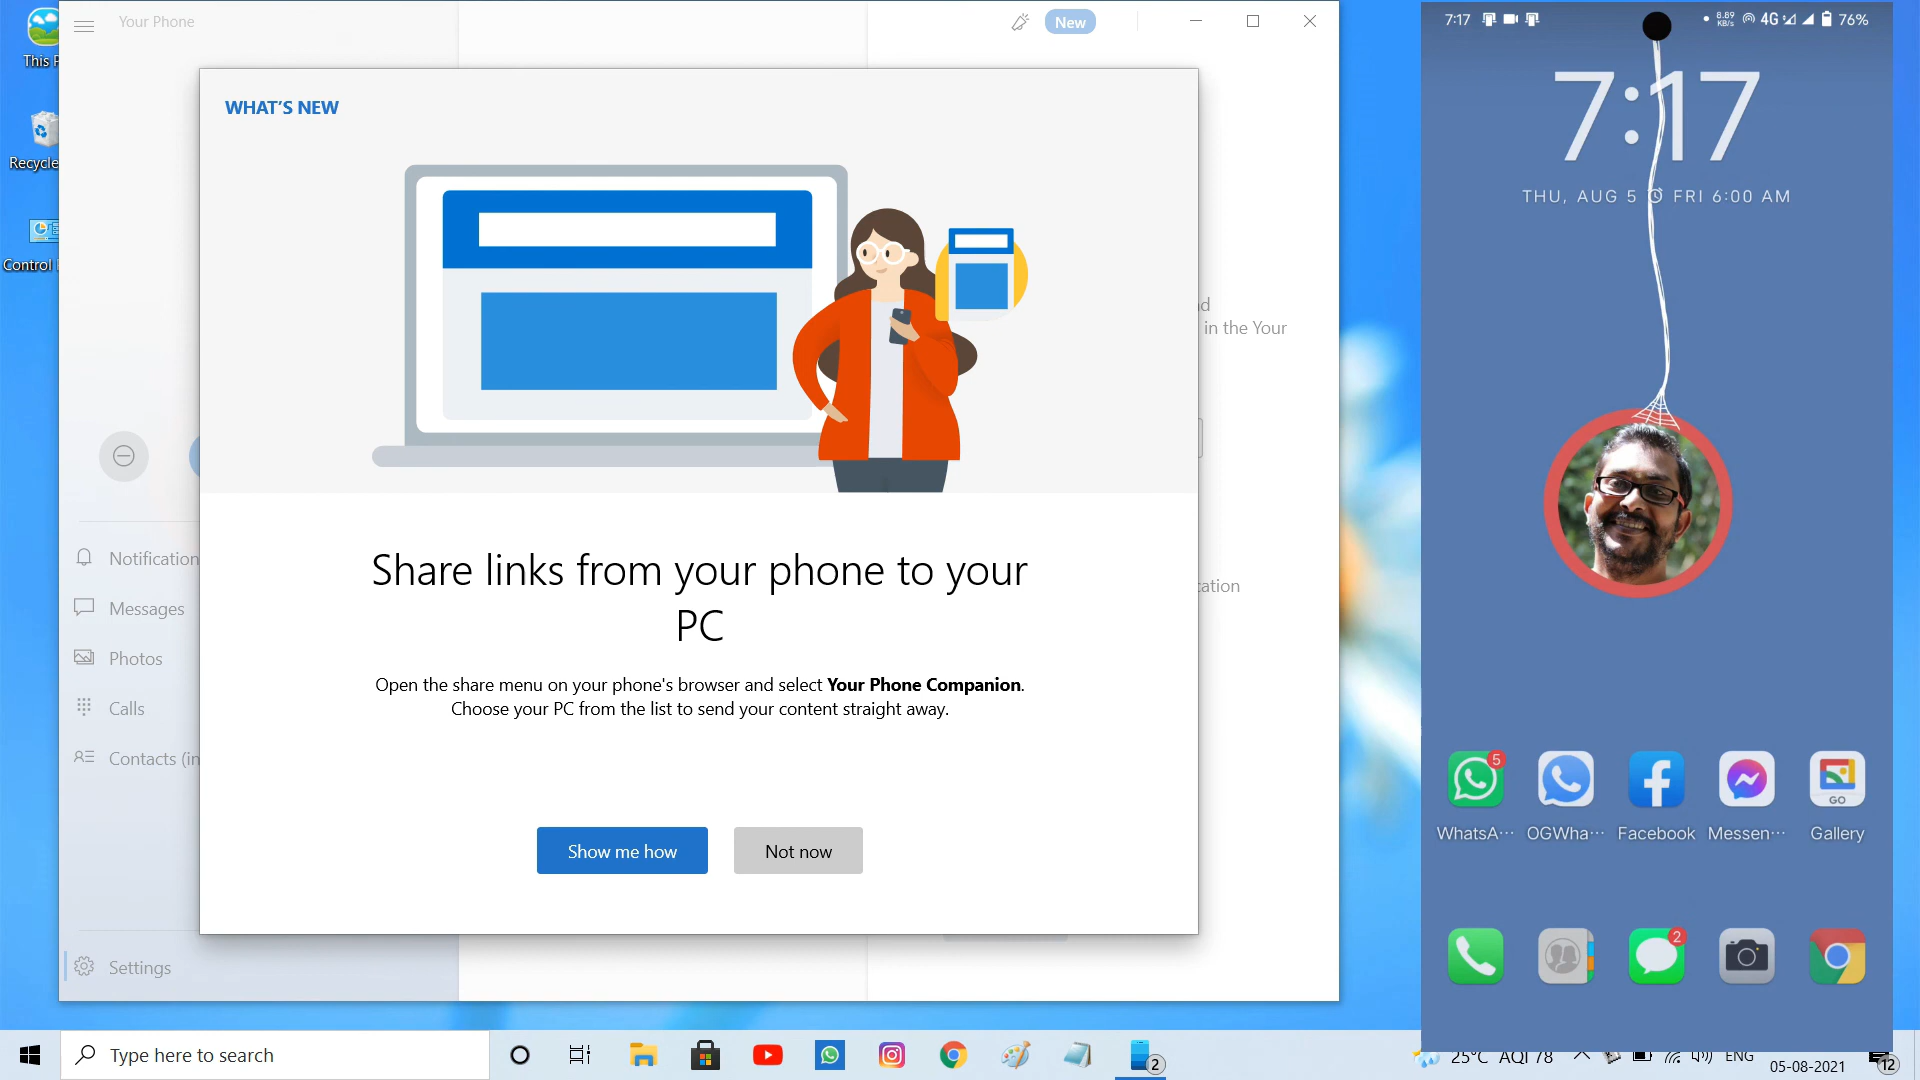 This P
Recycle
Control
Your Phone
New
WHAT'S NEW
Share links from your phone to your
PC
Open the share menu on your phone's browser and select Your Phone Companion.
Choose your PC from the list to send your content straight away.
Show me how
Not now
Notification
Messages
Photos
Calls
Contacts (in
Settings
d
in the Your
cation
7:17
8.89
KB/s
4G
76%
7:17
THU, AUG 5
FRI 6:00 AM
5
WhatsA···
OGWha···
Facebook
Messen···
GO
Gallery
2
Type here to search
2
25°C AQI 78
ENG
05-08-2021
12